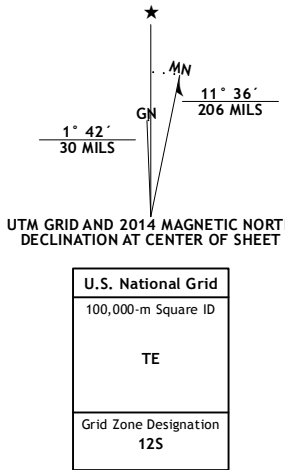 MN
GN
11° 36´
206 MILS
1° 42´
30 MILS
UTM GRID AND 2014 MAGNETIC NORT
DECLINATION AT CENTER OF SHEET
U.S. National Grid
100,000-m Square ID
TE
Grid Zone Designation
12S